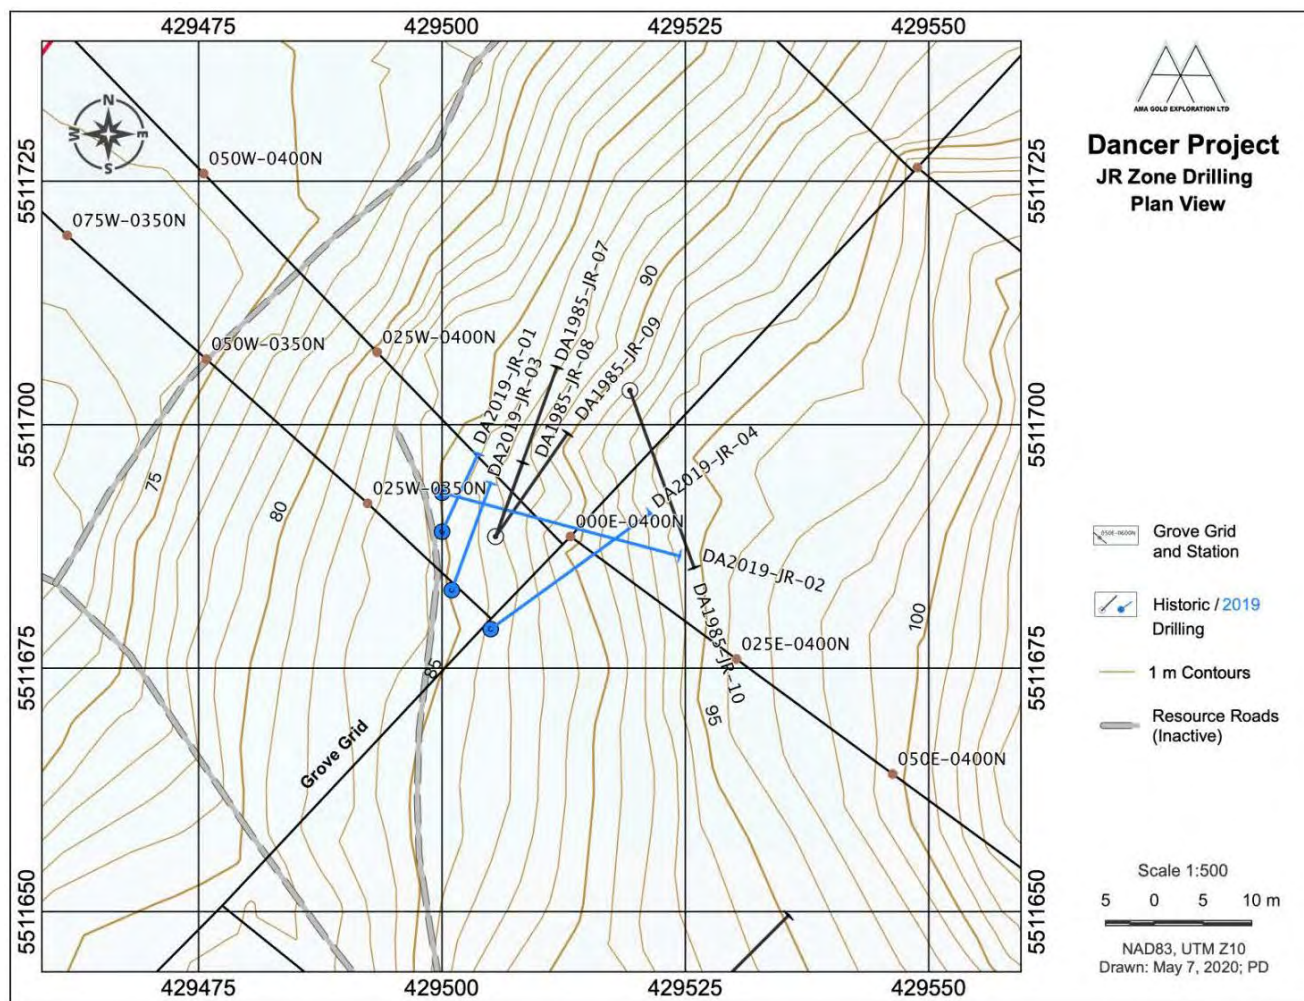 429475
429500
429525
429550
5511725
5511700
5511675
5511650
5511725
5511700
5511675
5511650
N
E
S
W
050W-0400N
075W-0350N
050W-0350N
025W-0400N
025W-0350N
000E-0400N
025E-0400N
050E-0400N
DA2019-JR-01
DA2019-JR-03
DA1985-JR-07
DA1985-JR-08
DA1985-JR-09
DA2019-JR-04
DA2019-JR-02
DA1985-JR-10
75
80
85
90
95
100
Grove Grid
429475
429500
429525
429550
AMA GOLD EXPLORATION LTD
Dancer Project
JR Zone Drilling
Plan View
050E-0600N
Grove Grid
and Station
Historic / 2019
Drilling
1 m Contours
Resource Roads
(Inactive)
Scale 1:500
5 0 5 10 m
NAD83, UTM Z10
Drawn: May 7, 2020; PD